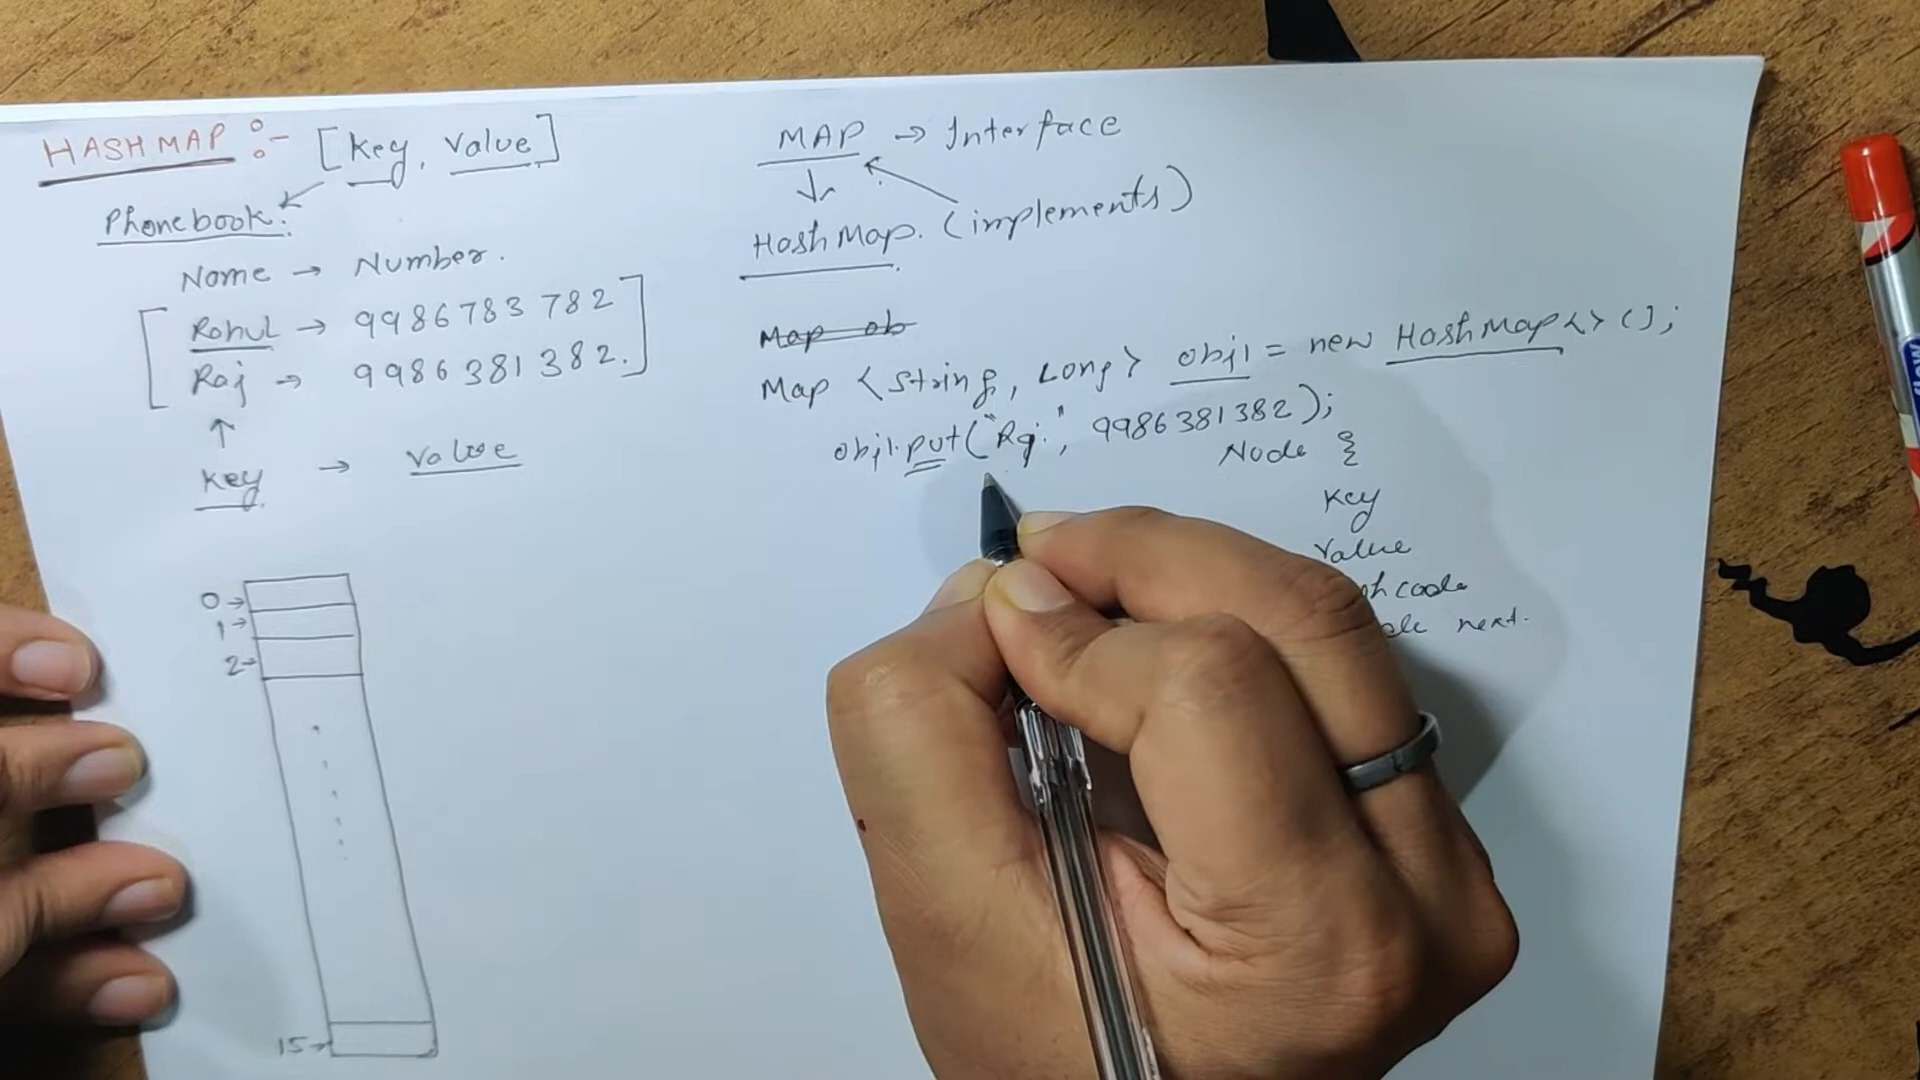 HASHMAP :- [Key, Value]
Phonebook:
Name → Number.
Rahul → 9986783782
Raj → 9986381382.
↑
Key → Value
0 →
1 →
2 →
15 →
MAP → Interface
HashMap. (implements)
Map ob
Map <String, Long> obj1 = new HashMap<>();
obj1.put("Raj", 9986381382);
Node {
Key
Value
next.